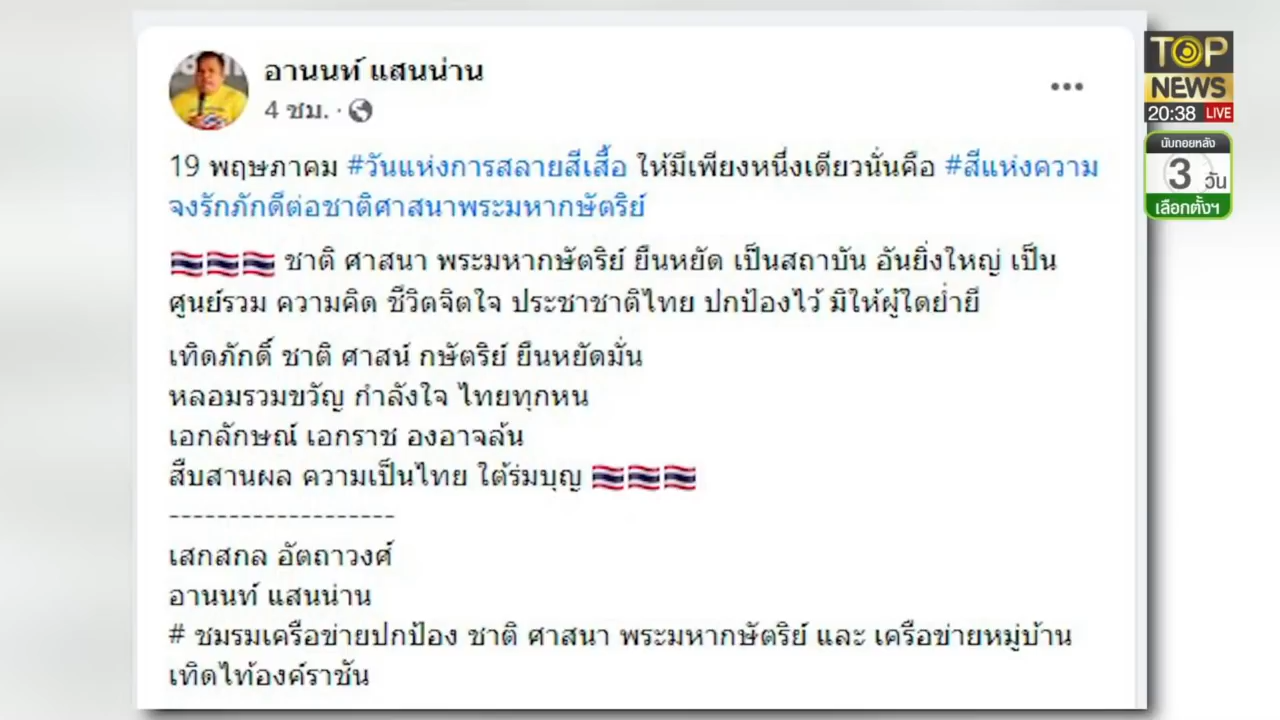 อานนท์ แสนน่าน
4 ชม. ·
19 พฤษภาคม #วันแห่งการสลายสีเสื้อ ให้มีเพียงหนึ่งเดียวนั่นคือ #สีแห่งความ
จงรักภักดีต่อชาติศาสนาพระมหากษัตริย์
ชาติ ศาสนา พระมหากษัตริย์ ยืนหยัด เป็นสถาบัน อันยิ่งใหญ่ เป็น
ศูนย์รวม ความคิด ชีวิตจิตใจ ประชาชาติไทย ปกป้องไว้ มิให้ผู้ใดย่ำยี
เทิดภักดิ์ ชาติ ศาสน์ กษัตริย์ ยืนหยัดมั่น
หลอมรวมขวัญ กำลังใจ ไทยทุกหน
เอกลักษณ์ เอกราช องอาจล้น
สืบสานผล ความเป็นไทย ใต้ร่มบุญ
-------------------
เสกสกล อัตถาวงศ์
อานนท์ แสนน่าน
# ชมรมเครือข่ายปกป้อง ชาติ ศาสนา พระมหากษัตริย์ และ เครือข่ายหมู่บ้าน
เทิดไท้องค์ราชัน
TOP
NEWS
20:38 LIVE
นับถอยหลัง
3 วัน
เลือกตั้งฯ